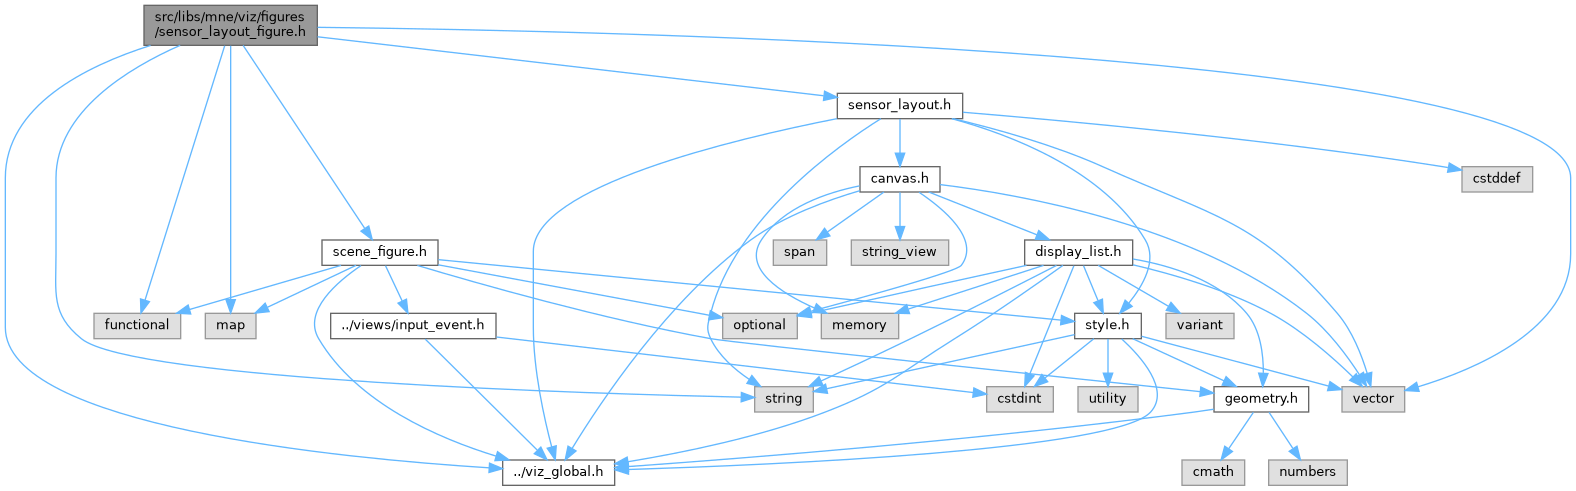 src/libs/mne/viz/figures
/sensor_layout_figure.h
sensor_layout.h
canvas.h
cstddef
scene_figure.h
span
string_view
display_list.h
functional
map
../views/input_event.h
optional
memory
style.h
variant
string
cstdint
utility
geometry.h
vector
../viz_global.h
cmath
numbers